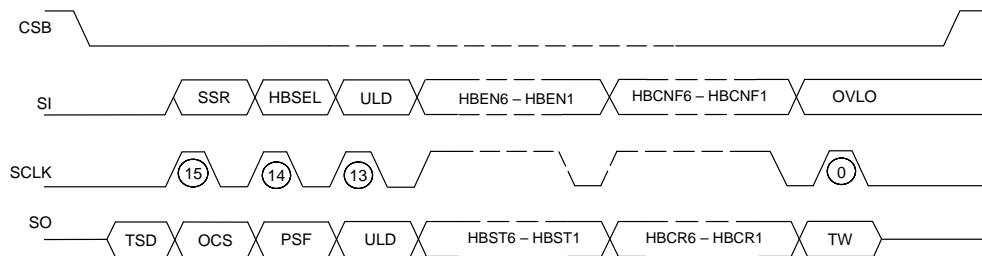 CSB
SI SSR HBSEL ULD HBEN6 – HBEN1 HBCNF6 – HBCNF1 OVLO
SCLK 15 14 13 0
SO TSD OCS PSF ULD HBST6 – HBST1 HBCR6 – HBCR1 TW